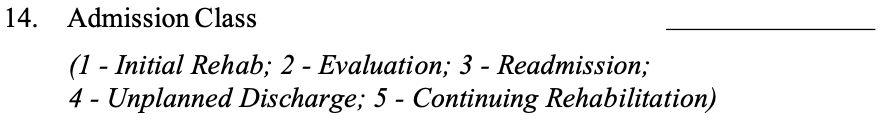 14. Admission Class
(1 - Initial Rehab; 2 - Evaluation; 3 - Readmission;
4 - Unplanned Discharge; 5 - Continuing Rehabilitation)